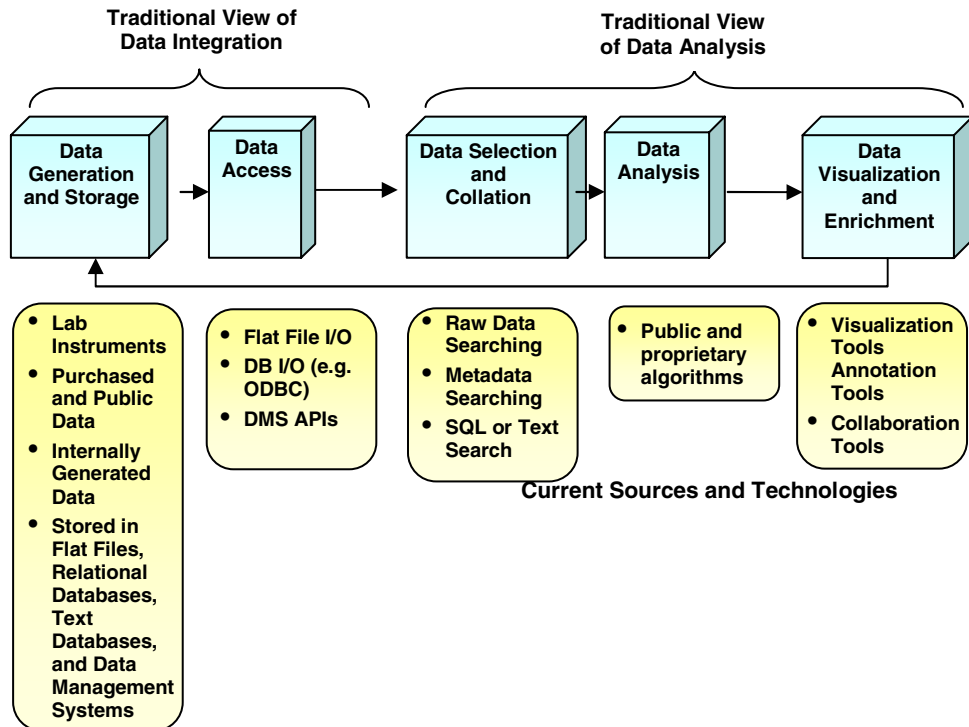 Traditional View of
Data Integration
Traditional View
of Data Analysis
Data
Generation
and Storage
Data
Access
Data Selection
and
Collation
Data
Analysis
Data
Visualization
and
Enrichment
• Lab
Instruments
• Purchased
and Public
Data
• Internally
Generated
Data
• Stored in
Flat Files,
Relational
Databases,
Text
Databases,
and Data
Management
Systems
• Flat File I/O
• DB I/O (e.g.
ODBC)
• DMS APIs
• Raw Data
Searching
• Metadata
Searching
• SQL or Text
Search
• Public and
proprietary
algorithms
• Visualization
Tools
Annotation
Tools
• Collaboration
Tools
Current Sources and Technologies